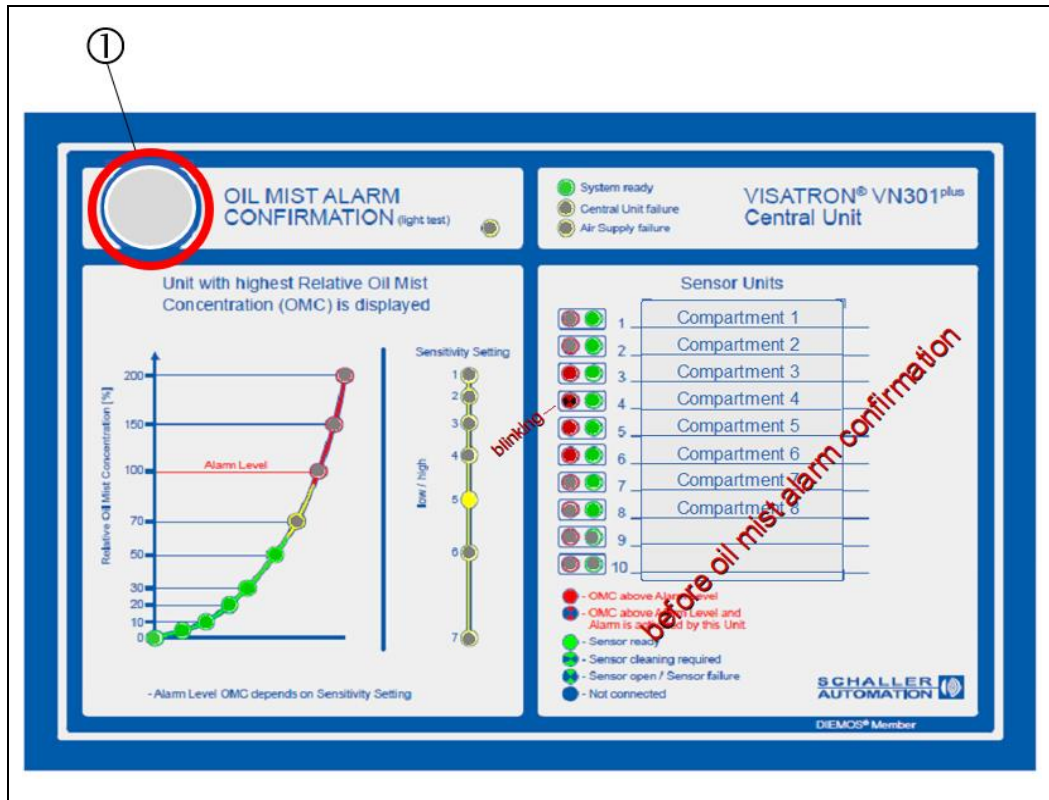 ①
OIL MIST ALARM
CONFIRMATION (light test)
System ready
Central Unit failure
Air Supply failure
VISATRON® VN301plus
Central Unit
Unit with highest Relative Oil Mist
Concentration (OMC) is displayed
Relative Oil Mist Concentration [%]
200
150
100
70
50
30
20
10
0
Alarm Level
Sensitivity Setting
1
2
3
4
5
6
7
low / high
- Alarm Level OMC depends on Sensitivity Setting
Sensor Units
1 Compartment 1
2 Compartment 2
3 Compartment 3
blinking 4 Compartment 4
5 Compartment 5
6 Compartment 6
7 Compartment 7
8 Compartment 8
9
10
before oil mist alarm confirmation
- OMC above Alarm Level
- OMC above Alarm Level and
Alarm is activated by this Unit
- Sensor ready
- Sensor cleaning required
- Sensor open / Sensor failure
- Not connected
SCHALLER
AUTOMATION
DIEMOS® Member